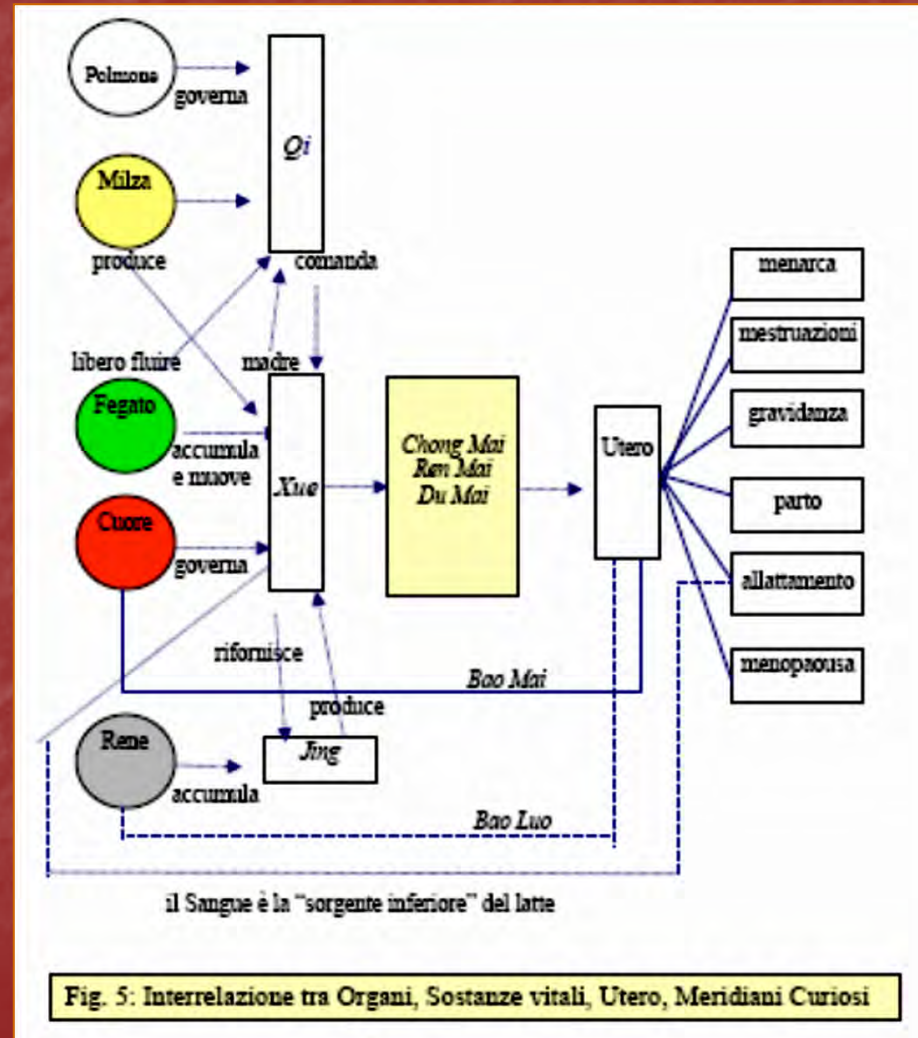 Polmone
governa
Qi
Milza
produce
comanda
libero fluire
madre
Fegato
accumula
e muove
Xue
Chong Mai
Ren Mai
Du Mai
Utero
menarca
mestruazioni
gravidanza
parto
allattamento
menopaousa
Cuore
governa
rifornisce
Bao Mai
produce
Rene
Jing
accumula
Bao Luo
il Sangue è la “sorgente inferiore” del latte
Fig. 5: Interrelazione tra Organi, Sostanze vitali, Utero, Meridiani Curiosi